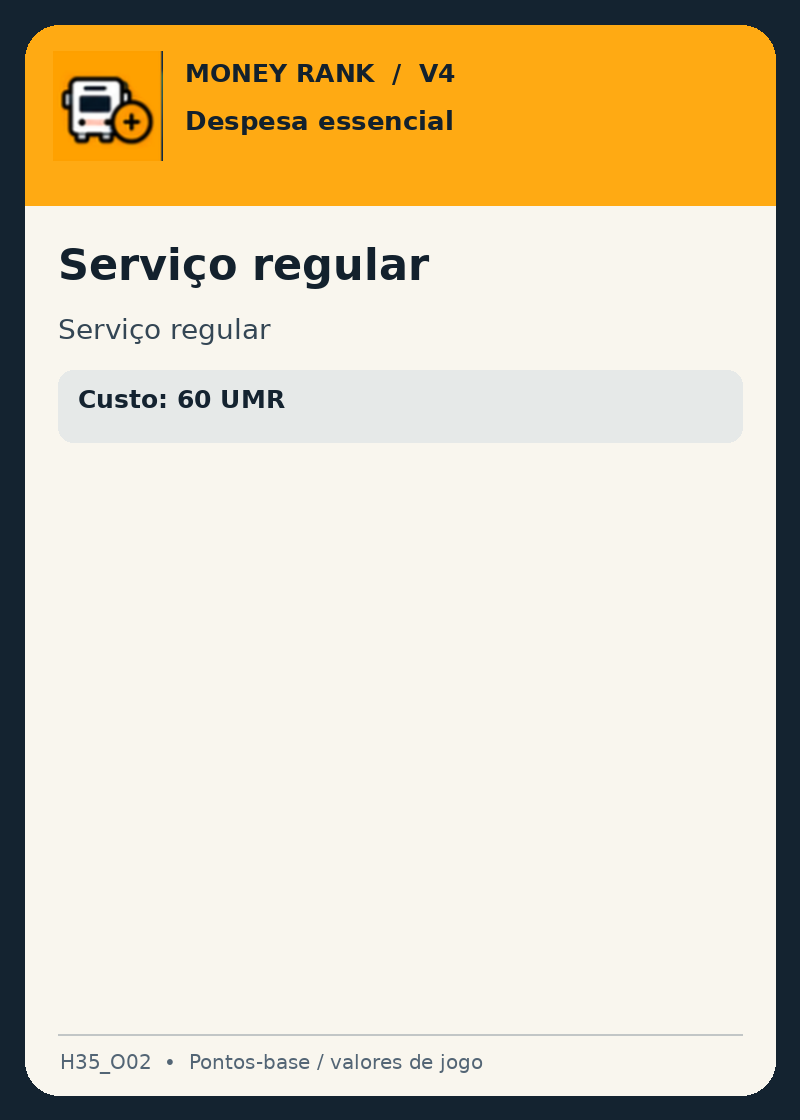 MONEY RANK / V4
Despesa essencial
Serviço regular
Serviço regular
Custo: 60 UMR
H35_O02 • Pontos-base / valores de jogo